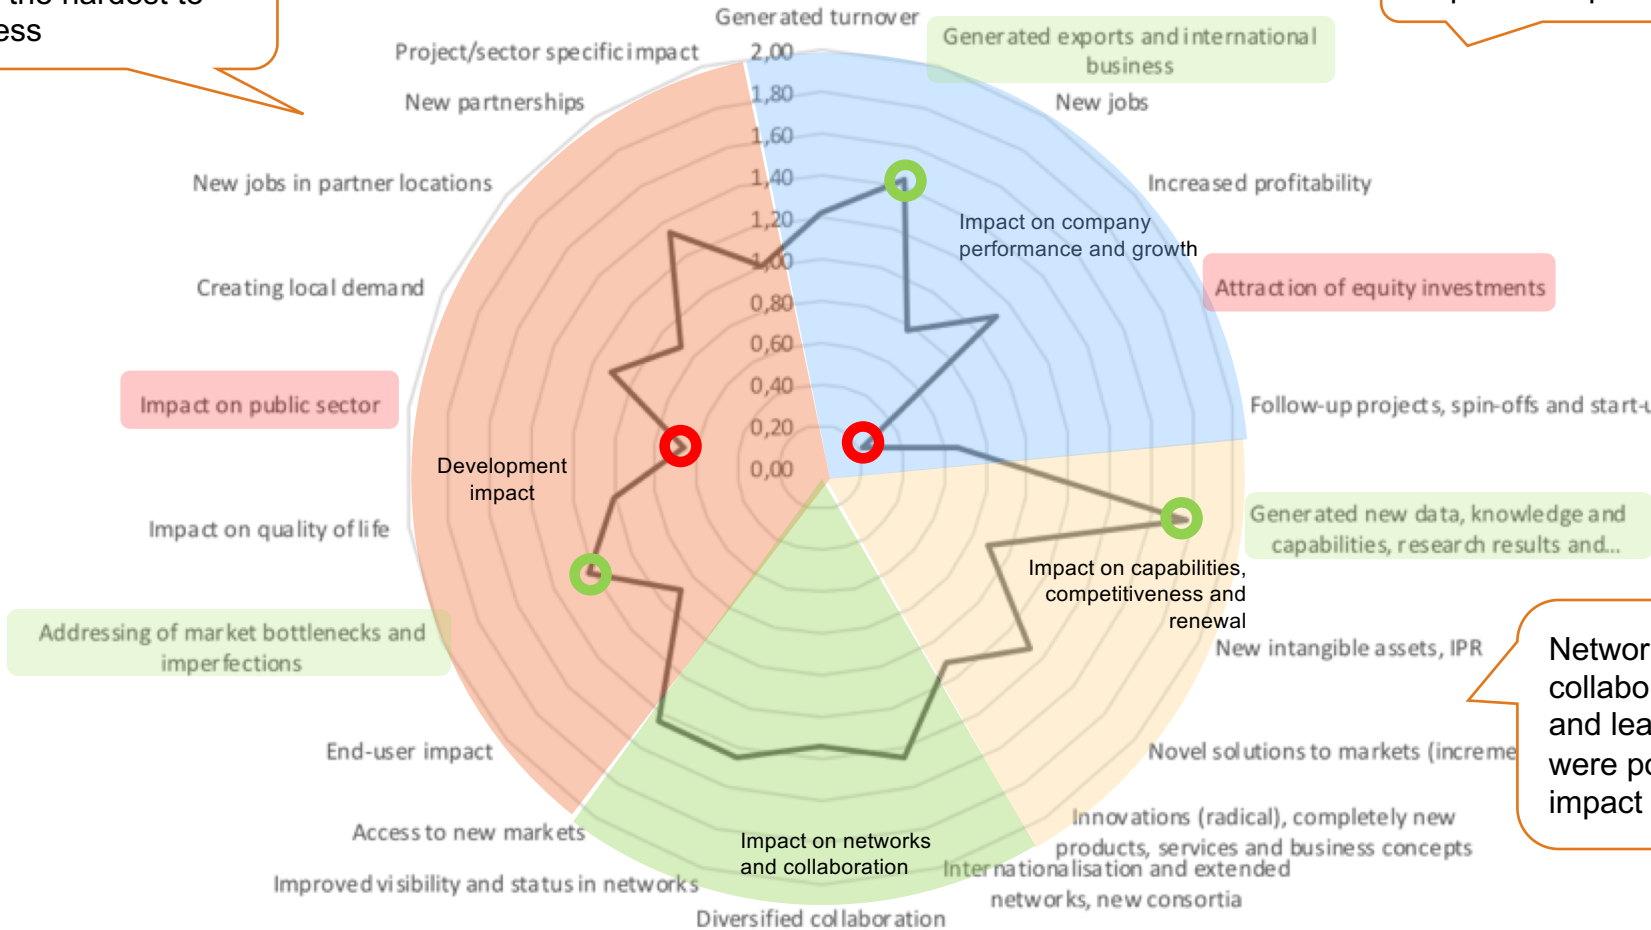 the hardest to
ess
Generated turnover
Project/sector specific impact
New partnerships
New jobs in partner locations
Creating local demand
Impact on public sector
Impact on quality of life
Addressing of market bottlenecks and
imperfections
End-user impact
Access to new markets
Improved visibility and status in networks
Diversified collaboration
Generated exports and international
business
New jobs
Increased profitability
Attraction of equity investments
Follow-up projects, spin-offs and start-u
Generated new data, knowledge and
capabilities, research results and...
New intangible assets, IPR
Novel solutions to markets (increme
Innovations (radical), completely new
products, services and business concepts
Internationalisation and extended
networks, new consortia
2,00
1,80
1,60
1,40
1,20
1,00
0,80
0,60
0,40
0,20
0,00
Impact on company
performance and growth
Development
impact
Impact on capabilities,
competitiveness and
renewal
Impact on networks
and collaboration
Networ
collabo
and lea
were po
impact